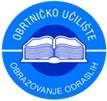 OBRTNIČKO UČILIŠTE
OBRAZOVANJE ODRASLIH